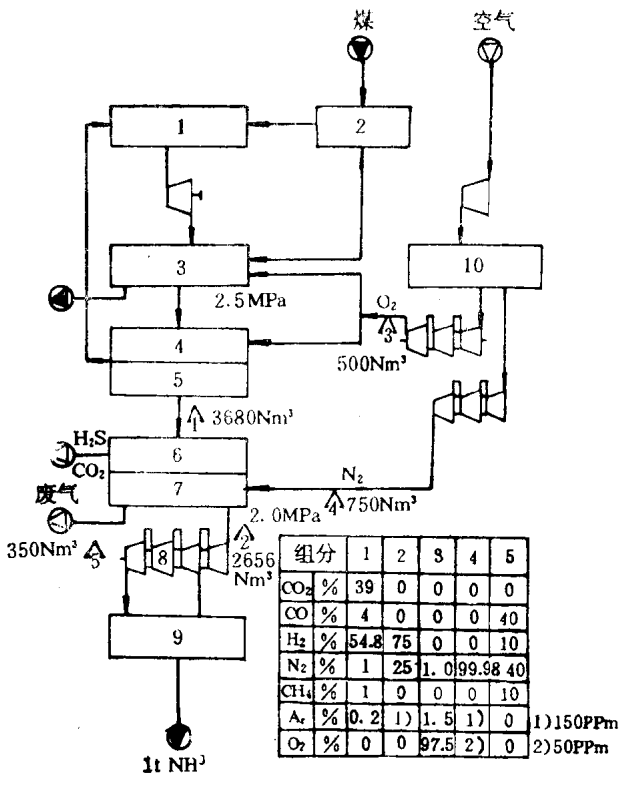 煤
空气
1
2
3
10
2.5MPa
O2
3
500Nm³
4
5
1
3680Nm³
H2S
6
CO2
7
N2
4
750Nm³
废气
2.0MPa
350Nm³
5
8
2
2656
Nm³
9
1t NH³
组分 1 2 3 4 5
CO2 % 39 0 0 0 0
CO % 4 0 0 0 40
H2 % 54.8 75 0 0 10
N2 % 1 25 1.0 99.98 40
CH4 % 1 0 0 0 10
Ar % 0.2 1) 1.5 1) 0 1)150PPm
O2 % 0 0 97.5 2) 0 2)50PPm